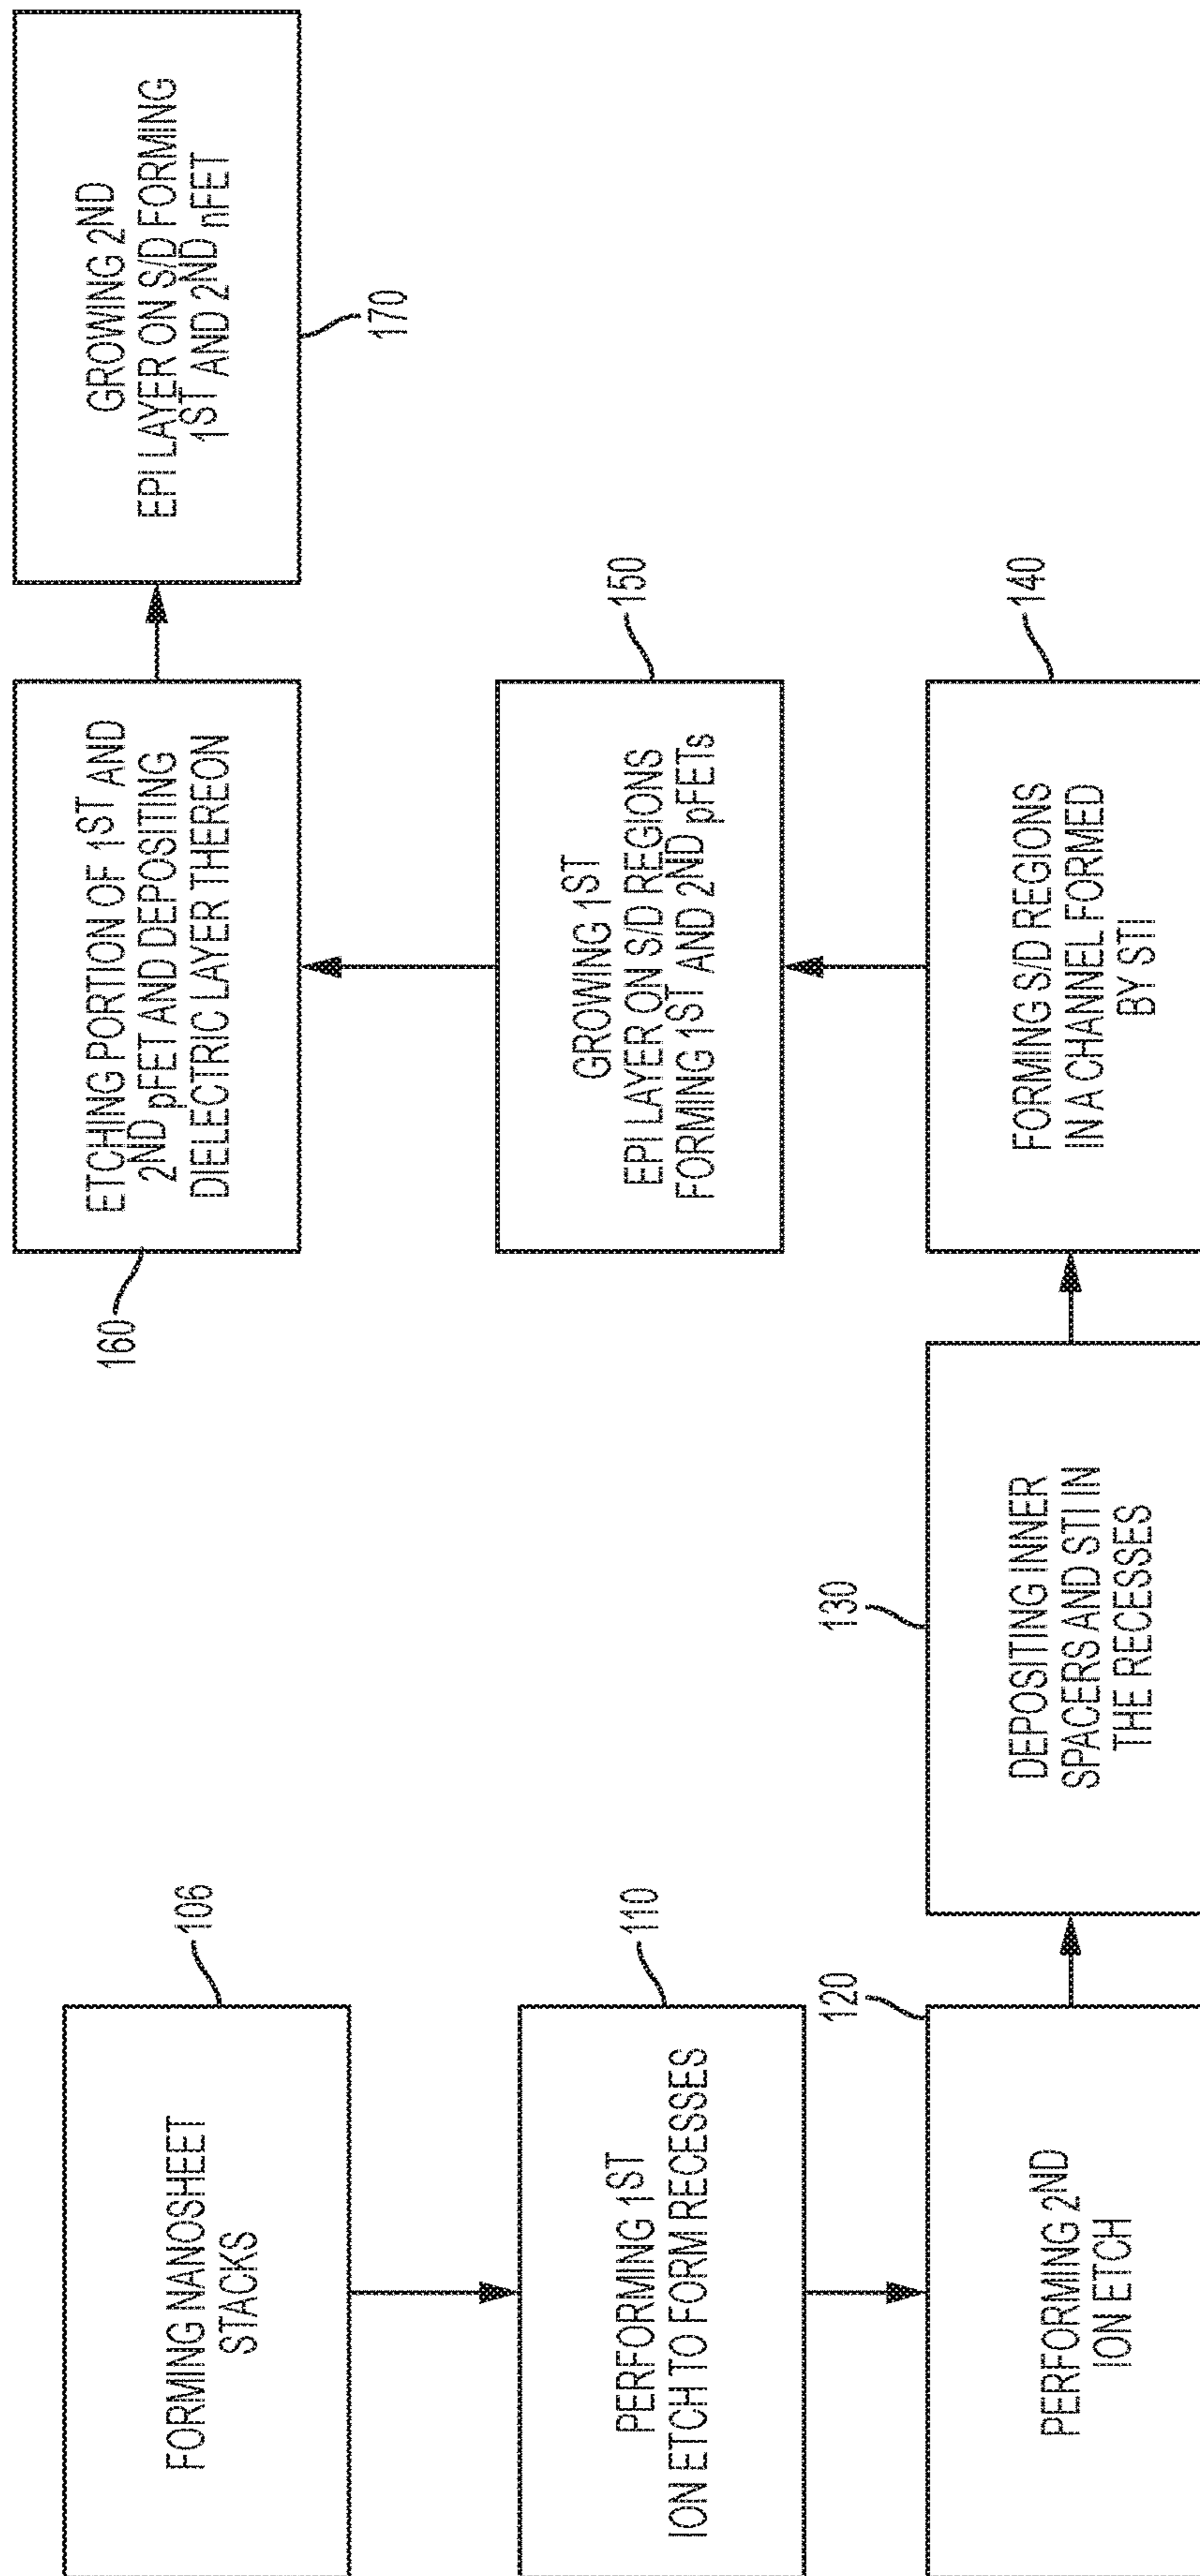 FORMING NANOSHEET
STACKS
106
PERFORMING 1ST
ION ETCH TO FORM RECESSES
110
PERFORMING 2ND
ION ETCH
120
DEPOSITING INNER
SPACERS AND STI IN
THE RECESSES
130
FORMING S/D REGIONS
IN A CHANNEL FORMED
BY STI
140
GROWING 1ST
EPI LAYER ON S/D REGIONS
FORMING 1ST AND 2ND pFETs
150
ETCHING PORTION OF 1ST AND
2ND pFET AND DEPOSITING
DIELECTRIC LAYER THEREON
160
GROWING 2ND
EPI LAYER ON S/D FORMING
1ST AND 2ND nFET
170